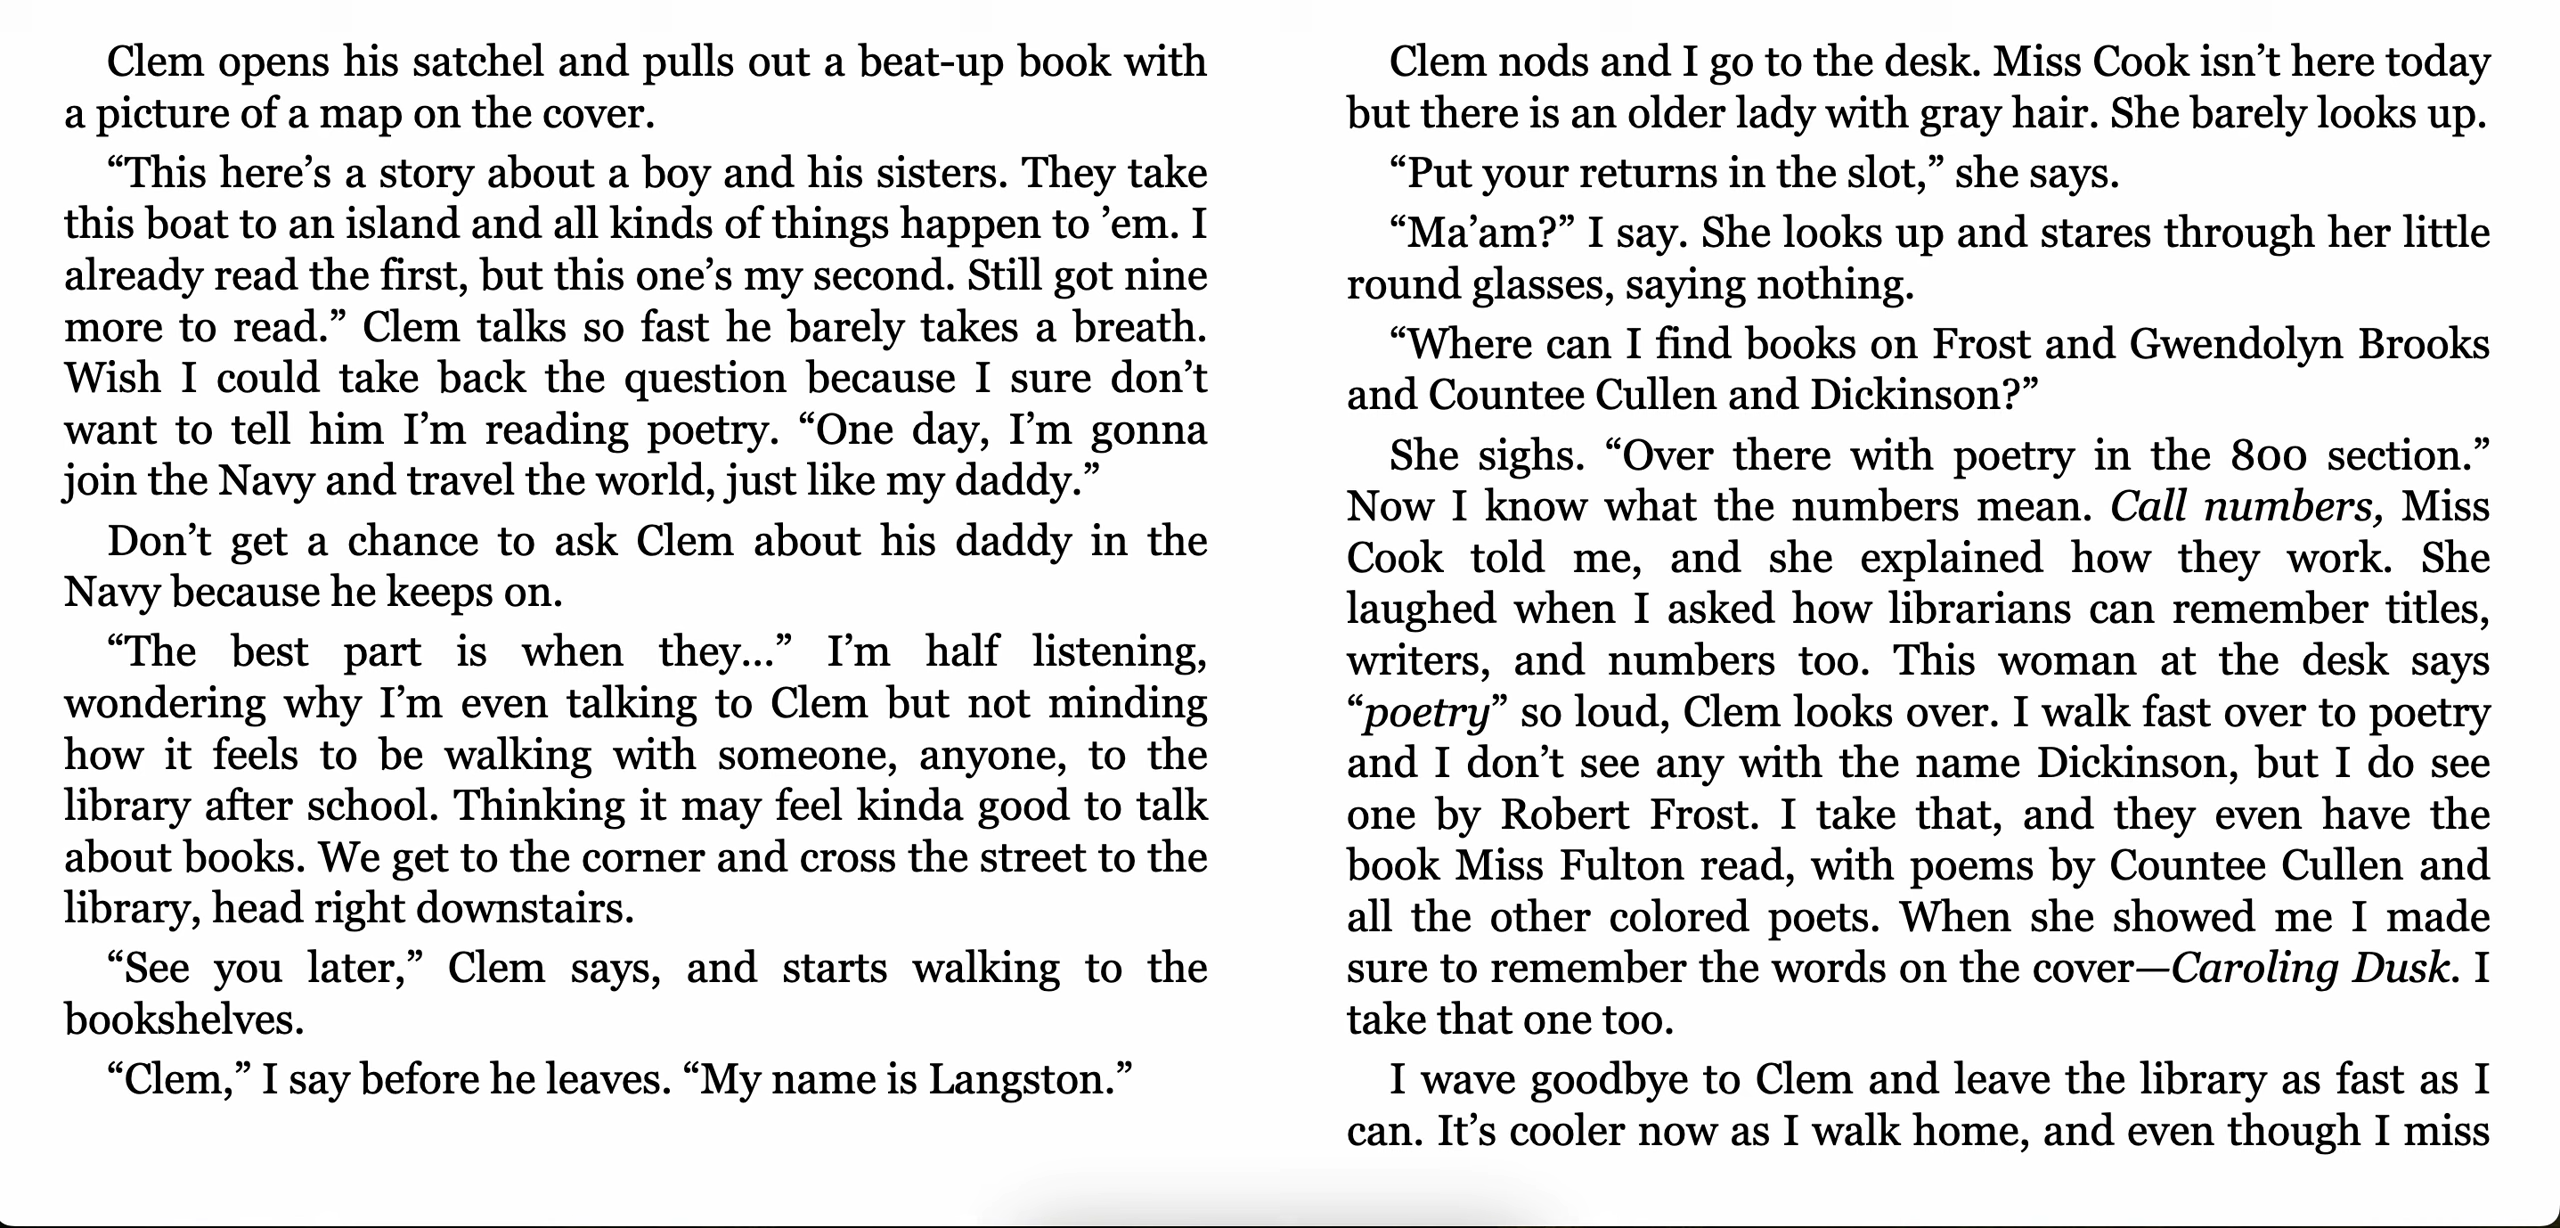 Clem opens his satchel and pulls out a beat-up book with
a picture of a map on the cover.
“This here’s a story about a boy and his sisters. They take
this boat to an island and all kinds of things happen to ’em. I
already read the first, but this one’s my second. Still got nine
more to read.” Clem talks so fast he barely takes a breath.
Wish I could take back the question because I sure don’t
want to tell him I’m reading poetry. “One day, I’m gonna
join the Navy and travel the world, just like my daddy.”
Don’t get a chance to ask Clem about his daddy in the
Navy because he keeps on.
“The best part is when they...” I’m half listening,
wondering why I’m even talking to Clem but not minding
how it feels to be walking with someone, anyone, to the
library after school. Thinking it may feel kinda good to talk
about books. We get to the corner and cross the street to the
library, head right downstairs.
“See you later,” Clem says, and starts walking to the
bookshelves.
“Clem,” I say before he leaves. “My name is Langston.”
Clem nods and I go to the desk. Miss Cook isn’t here today
but there is an older lady with gray hair. She barely looks up.
“Put your returns in the slot,” she says.
“Ma’am?” I say. She looks up and stares through her little
round glasses, saying nothing.
“Where can I find books on Frost and Gwendolyn Brooks
and Countee Cullen and Dickinson?”
She sighs. “Over there with poetry in the 800 section.”
Now I know what the numbers mean. Call numbers, Miss
Cook told me, and she explained how they work. She
laughed when I asked how librarians can remember titles,
writers, and numbers too. This woman at the desk says
“poetry” so loud, Clem looks over. I walk fast over to poetry
and I don’t see any with the name Dickinson, but I do see
one by Robert Frost. I take that, and they even have the
book Miss Fulton read, with poems by Countee Cullen and
all the other colored poets. When she showed me I made
sure to remember the words on the cover—Caroling Dusk. I
take that one too.
I wave goodbye to Clem and leave the library as fast as I
can. It’s cooler now as I walk home, and even though I miss